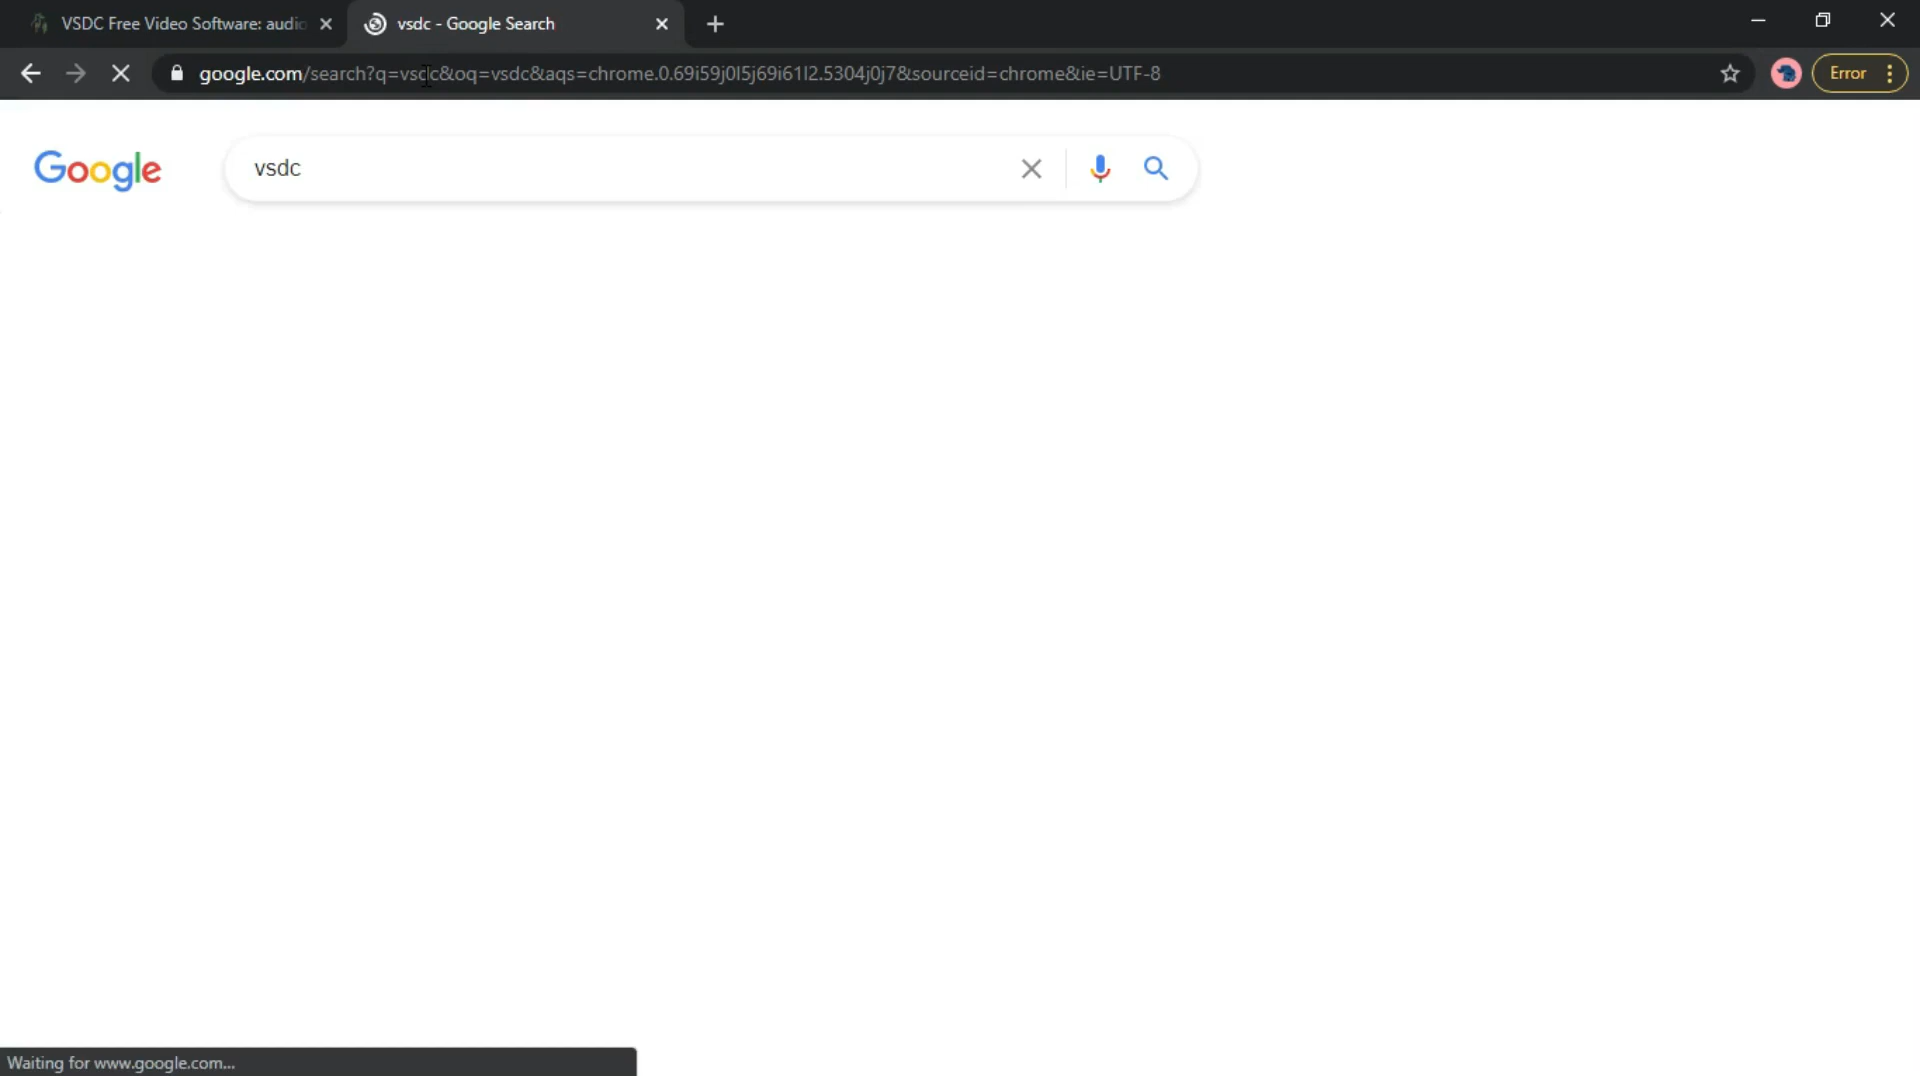 VSDC Free Video Software: audio
vsdc - Google Search
google.com/search?q=vsdc&oq=vsdc&aqs=chrome.0.69i59j0l5j69i61l2.5304j0j7&sourceid=chrome&ie=UTF-8
Error
Google
vsdc
Waiting for www.google.com...